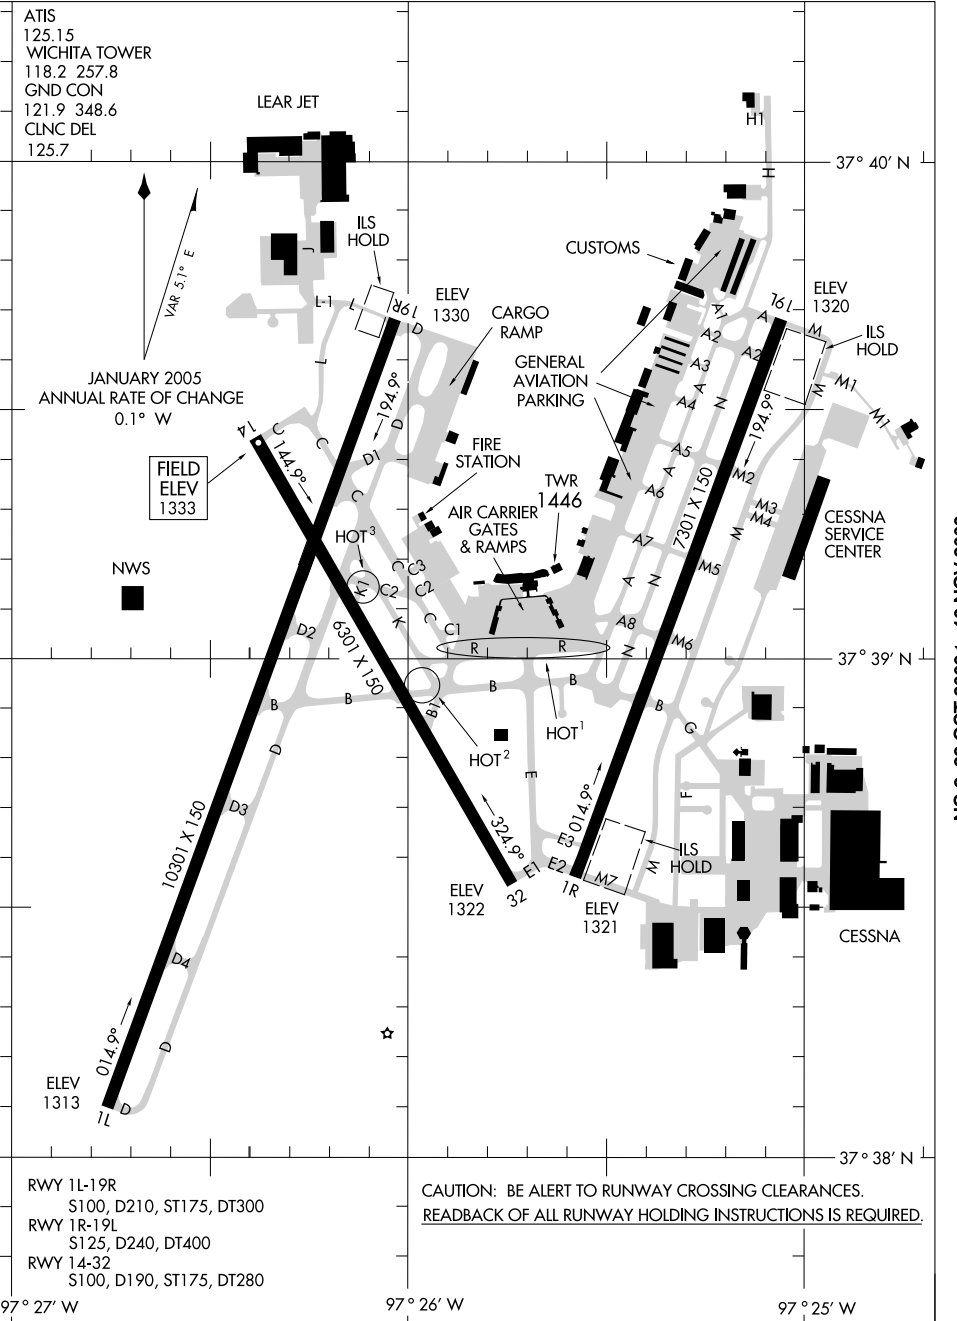 ATIS
125.15
WICHITA TOWER
118.2 257.8
GND CON
121.9 348.6
CLNC DEL
125.7
LEAR JET
H1
37° 40' N
H
VAR 5.1° E
JANUARY 2005
ANNUAL RATE OF CHANGE
0.1° W
J
ILS
HOLD
L-1
L
L
19R
D
ELEV
1330
CARGO
RAMP
CUSTOMS
GENERAL
AVIATION
PARKING
ELEV
1320
19L
A
M
ILS
HOLD
A1
A2
A2
A3
A
N
A4
M
M1
M1
194.9°
194.9°
D
D1
14
C
C
C
144.9°
FIELD
ELEV
1333
FIRE
STATION
TWR
1446
AIR CARRIER
GATES
& RAMPS
A5
A
A6
A7
7301 X 150
M2
M3
M4
M
M5
CESSNA
SERVICE
CENTER
NWS
HOT3
K1
C
C3
C2
C2
K
C
C1
R
R
A
N
A8
N
M6
D2
6301 X 150
37° 39' N
B
B
B1
B
B
B
G
HOT1
HOT2
D
D3
E
F
10301 X 150
324.9°
014.9°
E3
E1
E2
M7
M
ILS
HOLD
ELEV
1322
32
1R
ELEV
1321
CESSNA
D4
014.9°
D
ELEV
1313
1L
D
37° 38' N
RWY 1L-19R
S100, D210, ST175, DT300
RWY 1R-19L
S125, D240, DT400
RWY 14-32
S100, D190, ST175, DT280
CAUTION: BE ALERT TO RUNWAY CROSSING CLEARANCES.
READBACK OF ALL RUNWAY HOLDING INSTRUCTIONS IS REQUIRED.
97° 27' W
97° 26' W
97° 25' W